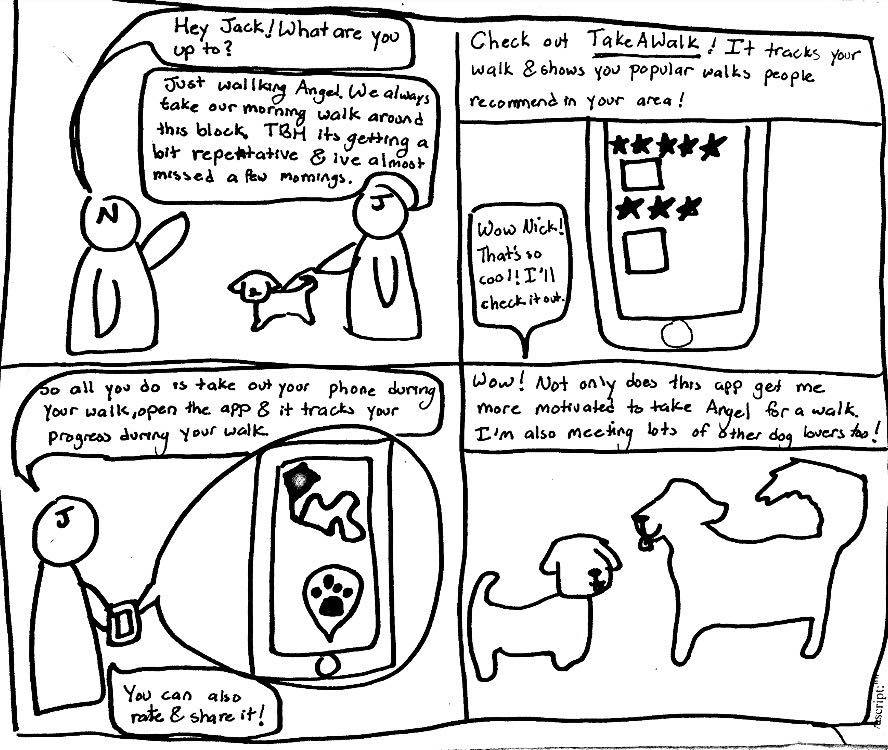 Hey Jack! What are you
up to?
Just wallking Angel. We always
take our morning walk around
this block. TBH its getting a
bit repetative & ive almost
missed a few mornings.
N
J
Check out TakeAWalk! It tracks your
walk & shows you popular walks people
recommend in your area!
Wow Nick!
That's so
cool! I'll
check it out.
So all you do is take out your phone during
your walk, open the app & it tracks your
progress during your walk.
J
You can also
rate & share it!
Wow! Not only does this app get me
more motivated to take Angel for a walk.
I'm also meeting lots of other dog lovers too!